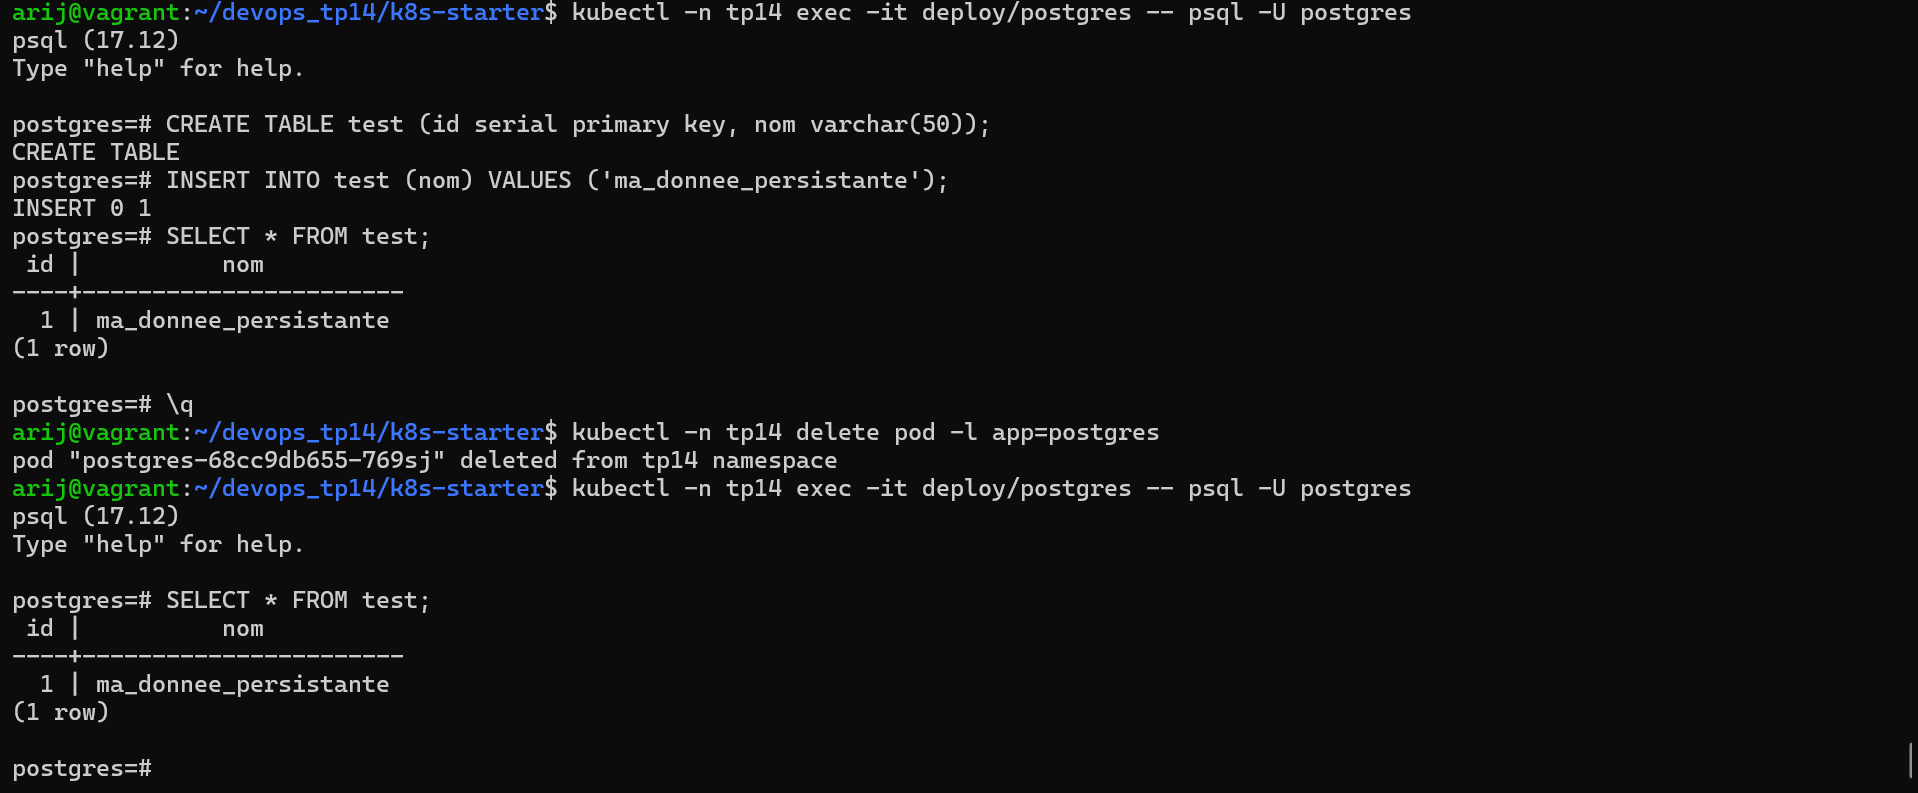 arij@vagrant:~/devops_tp14/k8s-starter$ kubectl -n tp14 exec -it deploy/postgres -- psql -U postgres
psql (17.12)
Type "help" for help.

postgres=# CREATE TABLE test (id serial primary key, nom varchar(50));
CREATE TABLE
postgres=# INSERT INTO test (nom) VALUES ('ma_donnee_persistante');
INSERT 0 1
postgres=# SELECT * FROM test;
 id |          nom
----+-----------------------
  1 | ma_donnee_persistante
(1 row)

postgres=# \q
arij@vagrant:~/devops_tp14/k8s-starter$ kubectl -n tp14 delete pod -l app=postgres
pod "postgres-68cc9db655-769sj" deleted from tp14 namespace
arij@vagrant:~/devops_tp14/k8s-starter$ kubectl -n tp14 exec -it deploy/postgres -- psql -U postgres
psql (17.12)
Type "help" for help.

postgres=# SELECT * FROM test;
 id |          nom
----+-----------------------
  1 | ma_donnee_persistante
(1 row)

postgres=#